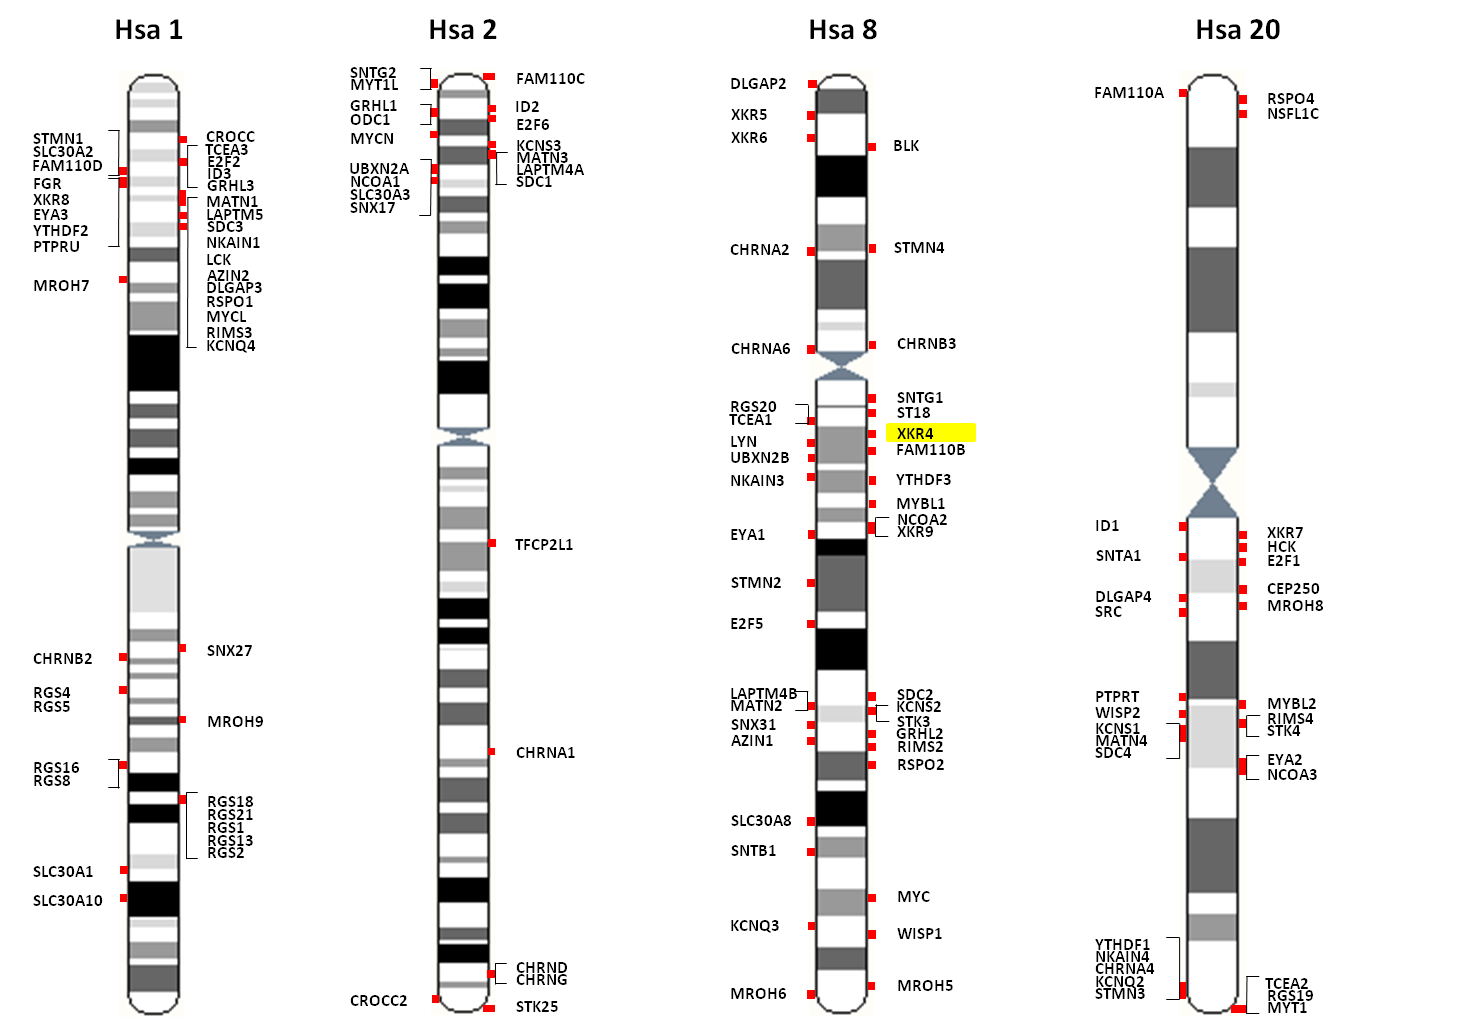 Hsa 1
Hsa 2
Hsa 8
Hsa 20
STMN1
SLC30A2
FAM110D
FGR
XKR8
EYA3
YTHDF2
PTPRU
MROH7
CHRNB2
RGS4
RGS5
RGS16
RGS8
SLC30A1
SLC30A10
CROCC
TCEA3
E2F2
ID3
GRHL3
MATN1
LAPTM5
SDC3
NKAIN1
LCK
AZIN2
DLGAP3
RSPO1
MYCL
RIMS3
KCNQ4
SNX27
MROH9
RGS18
RGS21
RGS1
RGS13
RGS2
SNTG2
MYT1L
GRHL1
ODC1
MYCN
UBXN2A
NCOA1
SLC30A3
SNX17
CROCC2
FAM110C
ID2
E2F6
KCNS3
MATN3
LAPTM4A
SDC1
TFCP2L1
CHRNA1
CHRND
CHRNG
STK25
DLGAP2
XKR5
XKR6
CHRNA2
CHRNA6
RGS20
TCEA1
LYN
UBXN2B
NKAIN3
EYA1
STMN2
E2F5
LAPTM4B
MATN2
SNX31
AZIN1
SLC30A8
SNTB1
KCNQ3
MROH6
BLK
STMN4
CHRNB3
SNTG1
ST18
XKR4
FAM110B
YTHDF3
MYBL1
NCOA2
XKR9
SDC2
KCNS2
STK3
GRHL2
RIMS2
RSPO2
MYC
WISP1
MROH5
FAM110A
ID1
SNTA1
DLGAP4
SRC
PTPRT
WISP2
KCNS1
MATN4
SDC4
YTHDF1
NKAIN4
CHRNA4
KCNQ2
STMN3
RSPO4
NSFL1C
XKR7
HCK
E2F1
CEP250
MROH8
MYBL2
RIMS4
STK4
EYA2
NCOA3
TCEA2
RGS19
MYT1